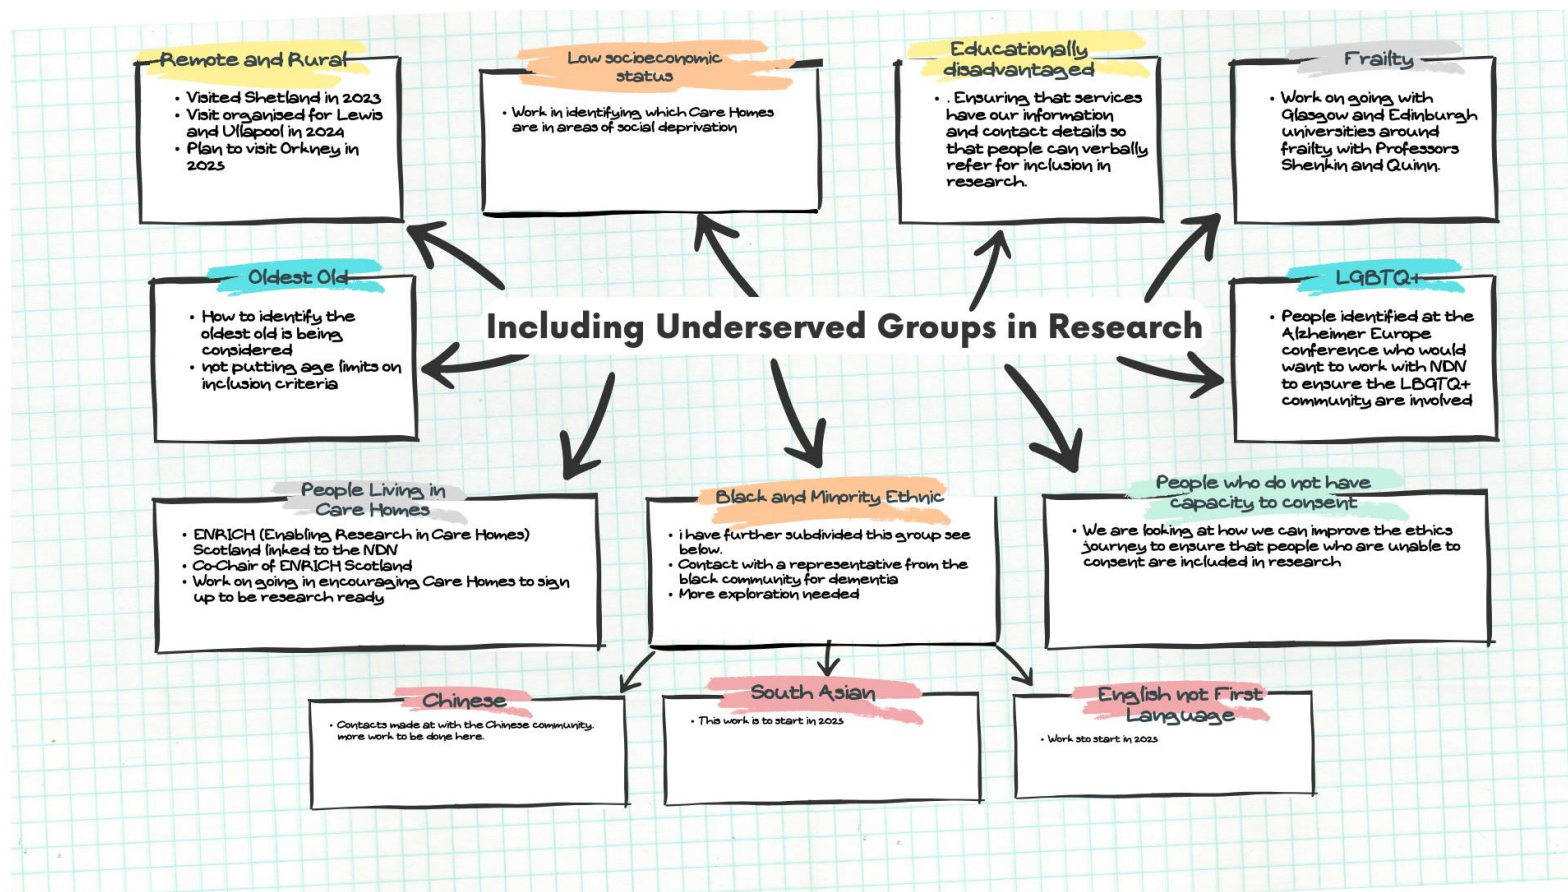 Remote and Rural
• Visited Shetland in 2023
• Visit organised for Lewis
and Ullapool in 2024
• Plan to visit Orkney in
2025
Low socioeconomic
status
• Work in identifying which Care Homes
are in areas of social deprivation
Educationally
disadvantaged
• . Ensuring that services
have our information
and contact details so
that people can verbally
refer for inclusion in
research.
Frailty
• Work on going with
Glasgow and Edinburgh
universities around
frailty with Professors
Shenkin and Quinn.
Oldest Old
• How to identify the
oldest old is being
considered
• not putting age limits on
inclusion criteria
Including Underserved Groups in Research
LGBTQ+
• People identified at the
Alzheimer Europe
conference who would
want to work with NDN
to ensure the LBGTQ+
community are involved
People Living in
Care Homes
• ENRICH (Enabling Research in Care Homes)
Scotland linked to the NDN
• Co-Chair of ENRICH Scotland
• Work on going in encouraging Care Homes to sign
up to be research ready
Black and Minority Ethnic
• i have further subdivided this group see
below.
• Contact with a representative from the
black community for dementia
• More exploration needed
People who do not have
capacity to consent
• We are looking at how we can improve the ethics
journey to ensure that people who are unable to
consent are included in research
Chinese
• Contacts made at with the Chinese community.
more work to be done here.
South Asian
• This work is to start in 2025
English not First
Language
• Work sto start in 2025